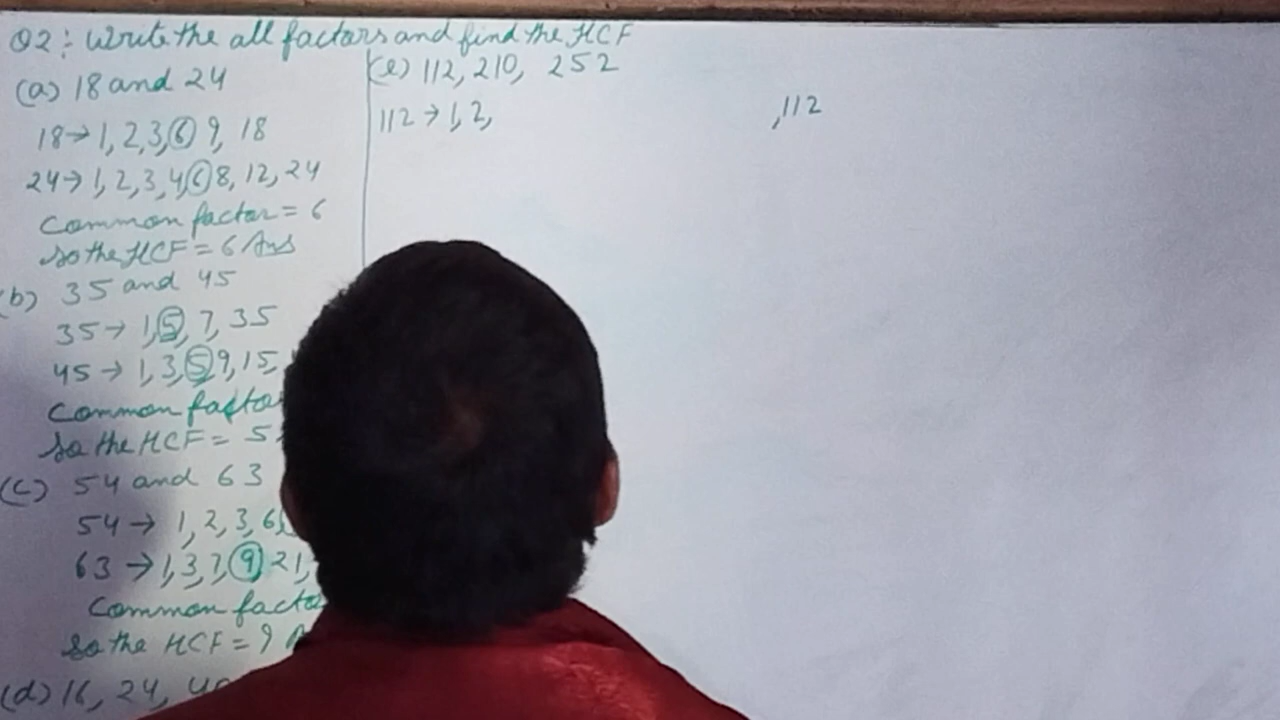 Q2: Write the all factors and find the HCF
(a) 18 and 24
18→ 1, 2, 3, 6 9, 18
24→ 1, 2, 3, 4, 6 8, 12, 24
Common factor = 6
so the HCF = 6 Ans
(b) 35 and 45
35→ 1, 5, 7, 35
45→ 1, 3, 5 9, 15,
Common facto
So the HCF = 5
(c) 54 and 63
54→ 1, 2, 3, 6,
63→ 1, 3, 7, 9 21,
Common facto
So the HCF = 9
(d) 16, 24, 40
(e) 112, 210, 252
112→ 1, 2, ,112